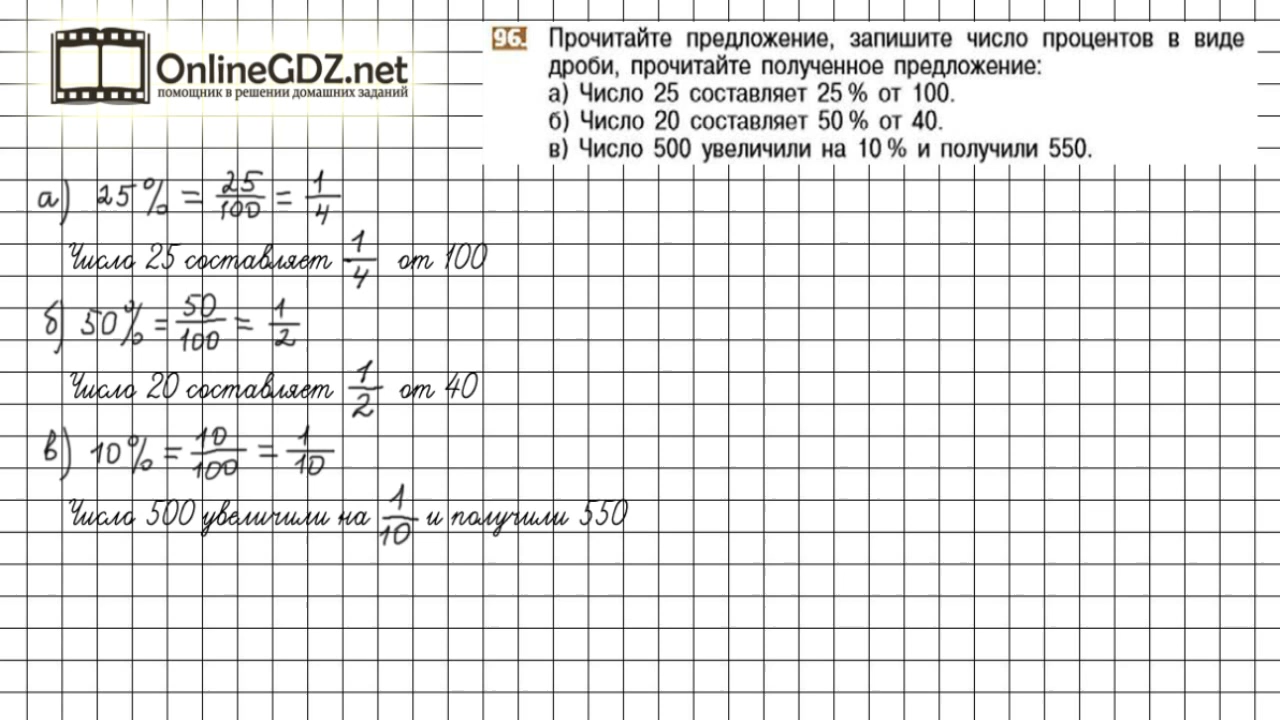 OnlineGDZ.net
помощник в решении домашних заданий
96. Прочитайте предложение, запишите число процентов в виде
дроби, прочитайте полученное предложение:
а) Число 25 составляет 25 % от 100.
б) Число 20 составляет 50 % от 40.
в) Число 500 увеличили на 10 % и получили 550.
а) 25% = 25/100 = 1/4
Число 25 составляет 1/4 от 100
б) 50% = 50/100 = 1/2
Число 20 составляет 1/2 от 40
в) 10% = 10/100 = 1/10
Число 500 увеличили на 1/10 и получили 550